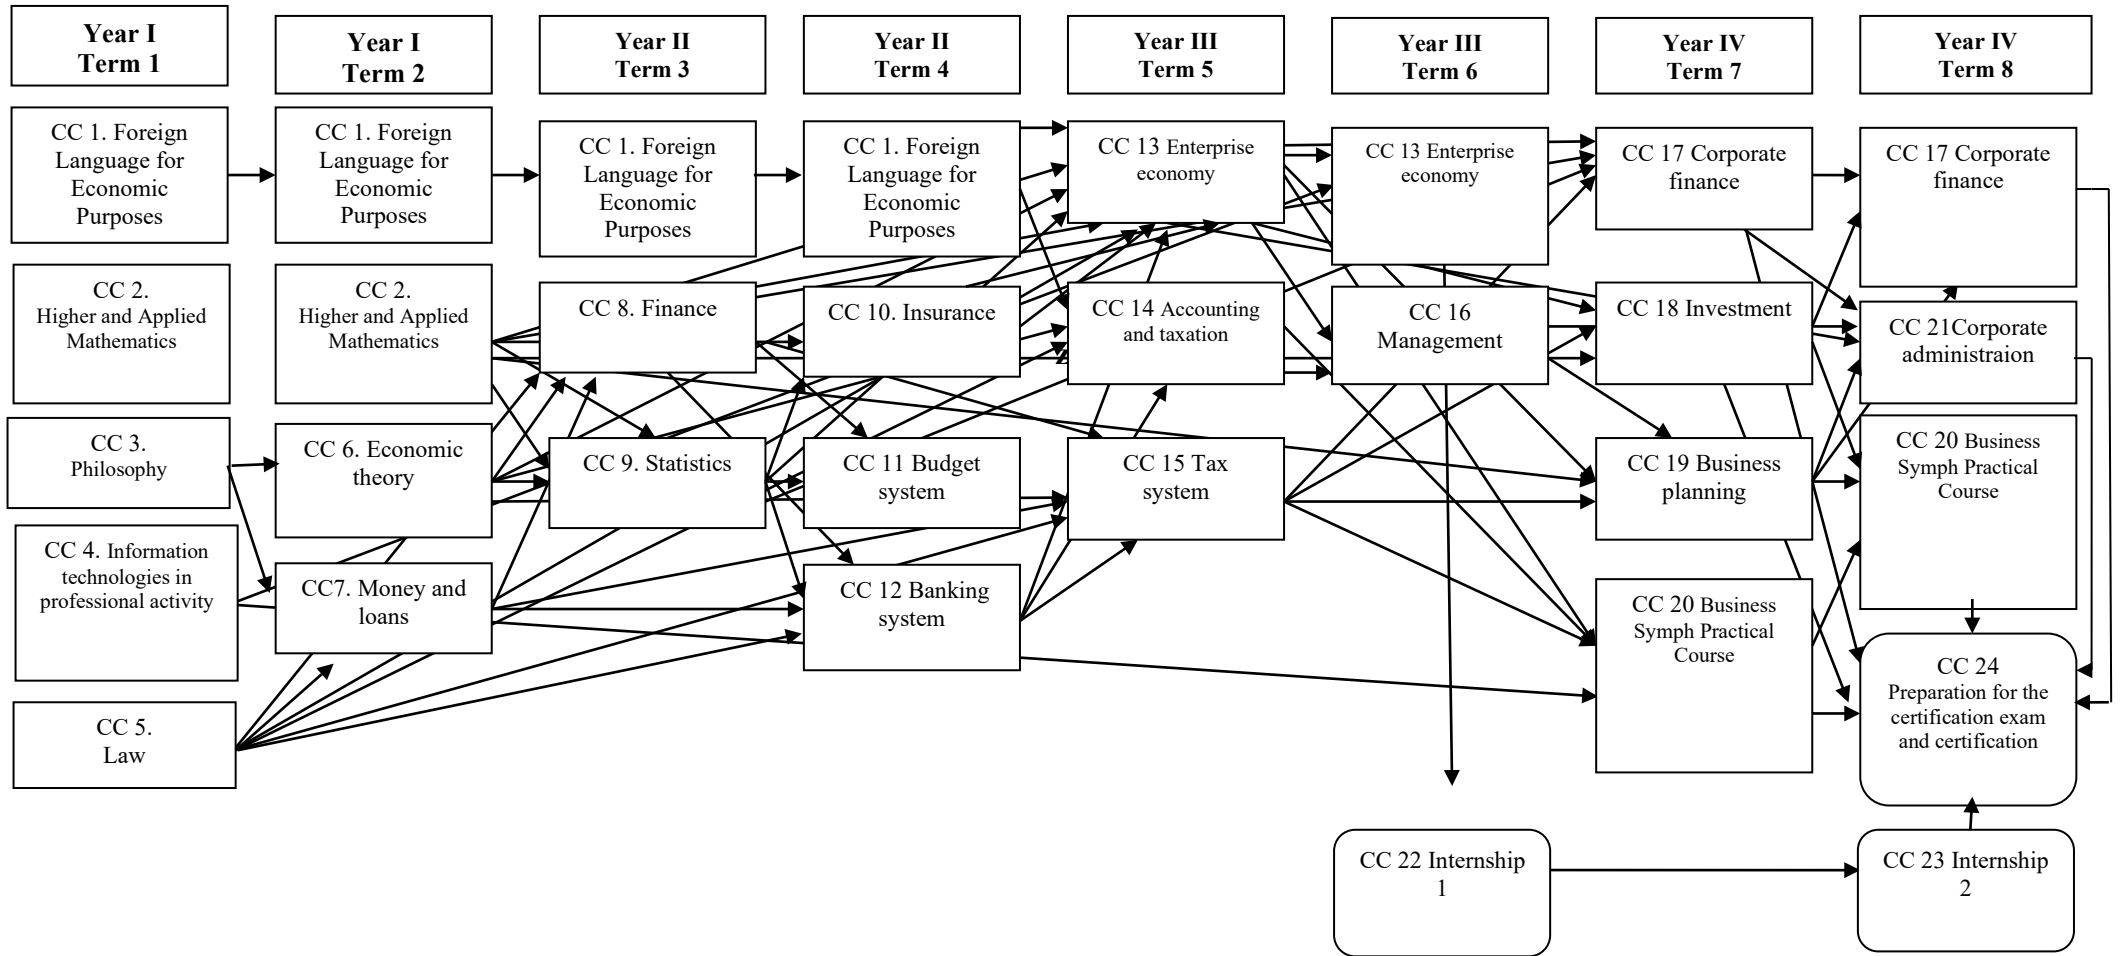 Year I
Term 1
Year I
Term 2
Year II
Term 3
Year II
Term 4
Year III
Term 5
Year III
Term 6
Year IV
Term 7
Year IV
Term 8
CC 1. Foreign
Language for
Economic
Purposes
CC 1. Foreign
Language for
Economic
Purposes
CC 1. Foreign
Language for
Economic
Purposes
CC 1. Foreign
Language for
Economic
Purposes
CC 13 Enterprise
economy
CC 13 Enterprise
economy
CC 17 Corporate
finance
CC 17 Corporate
finance
CC 2.
Higher and Applied
Mathematics
CC 2.
Higher and Applied
Mathematics
CC 8. Finance
CC 10. Insurance
CC 14 Accounting
and taxation
CC 16
Management
CC 18 Investment
CC 21Corporate
administraion
CC 3.
Philosophy
CC 6. Economic
theory
CC 9. Statistics
CC 11 Budget
system
CC 15 Tax
system
CC 19 Business
planning
CC 20 Business
Symph Practical
Course
CC 4. Information
technologies in
professional activity
CC7. Money and
loans
CC 12 Banking
system
CC 20 Business
Symph Practical
Course
CC 24
Preparation for the
certification exam
and certification
CC 5.
Law
CC 22 Internship
1
CC 23 Internship
2